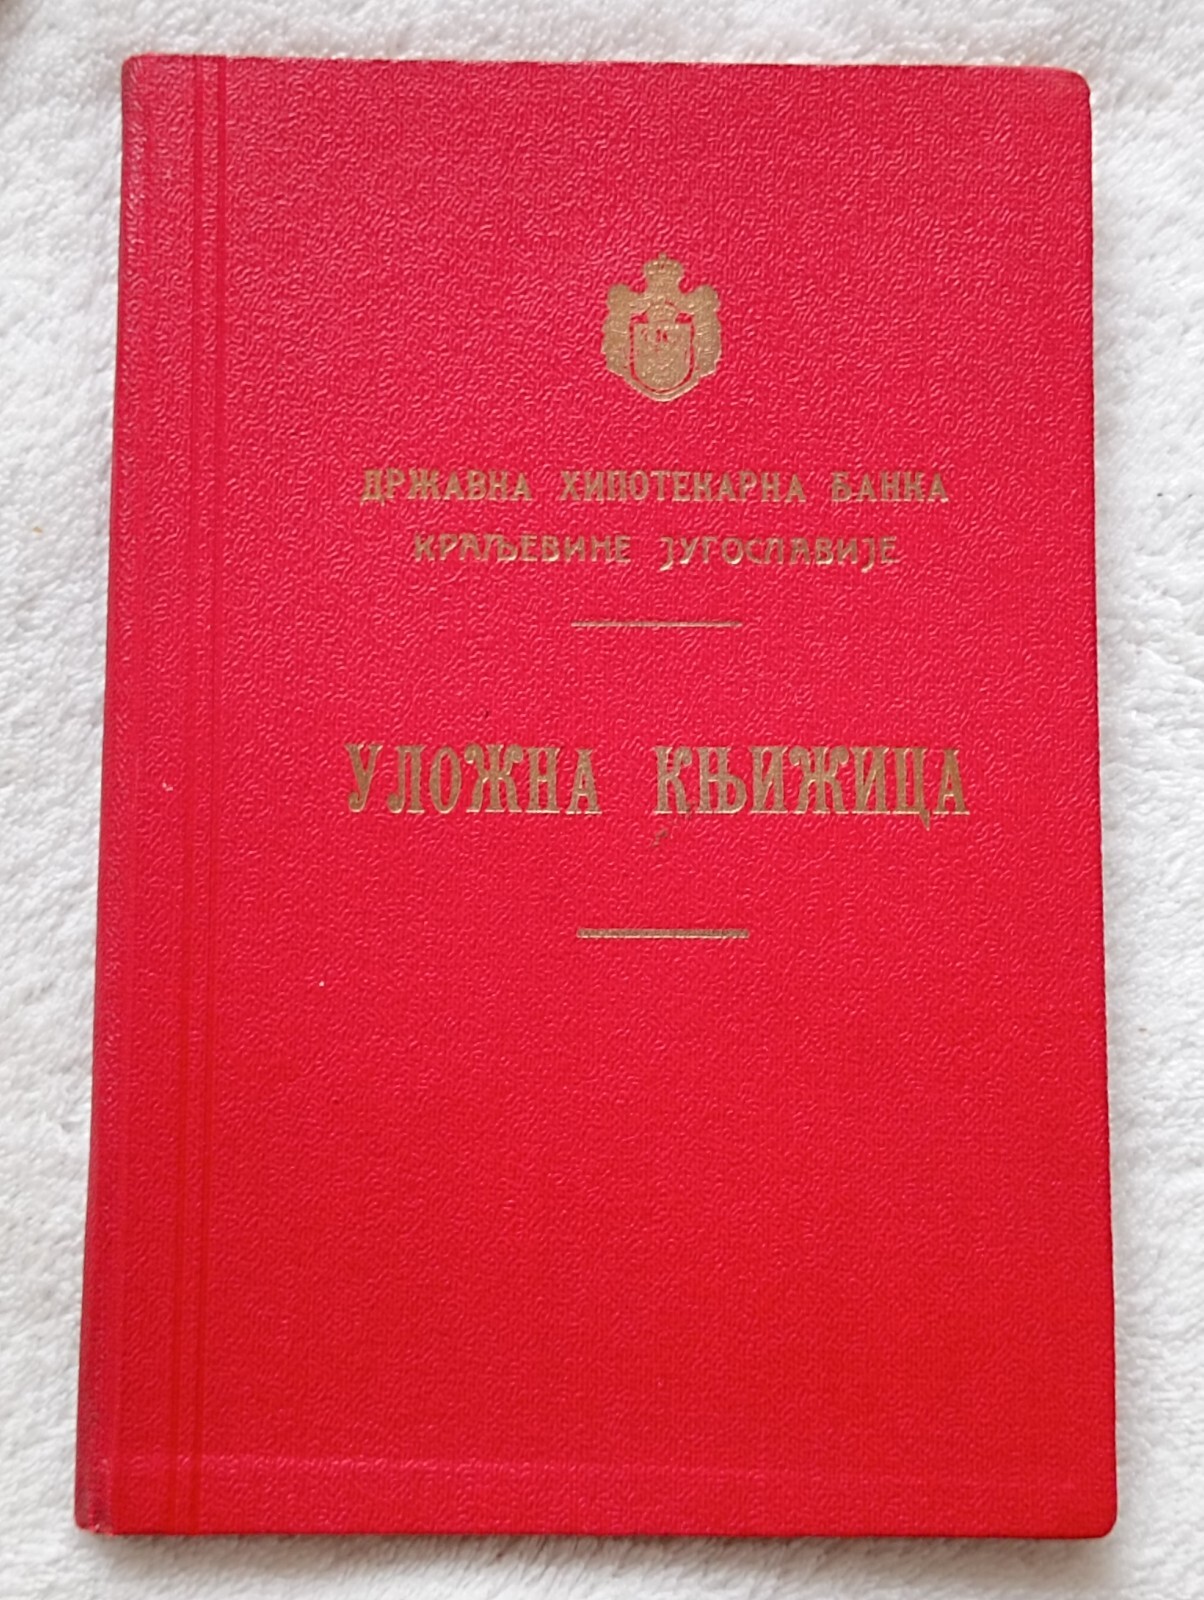 ДРЖАВНА ХИПОТЕКАРНА БАНКА
КРАЉЕВИНЕ ЈУГОСЛАВИЈЕ
УЛОЖНА КЊИЖИЦА